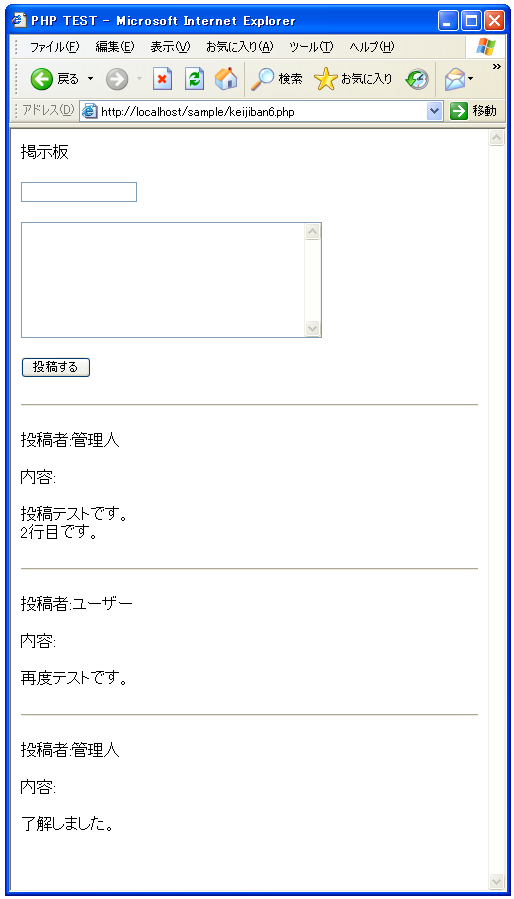 PHP TEST - Microsoft Internet Explorer
ファイル(F) 編集(E) 表示(V) お気に入り(A) ツール(T) ヘルプ(H)
戻る 検索 お気に入り »
アドレス(D) http://localhost/sample/keijiban6.php 移動
掲示板
投稿する
投稿者:管理人
内容:
投稿テストです。
2行目です。
投稿者:ユーザー
内容:
再度テストです。
投稿者:管理人
内容:
了解しました。